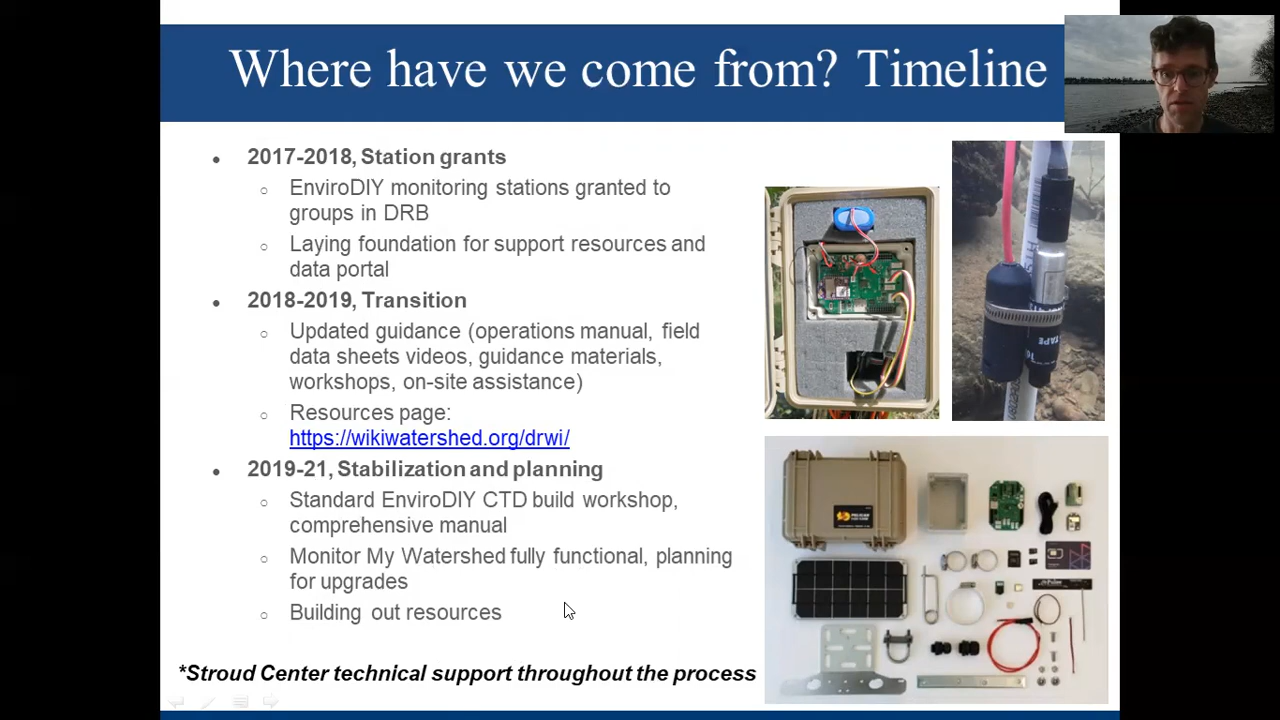 Where have we come from? Timeline
2017-2018, Station grants
EnviroDIY monitoring stations granted to
groups in DRB
Laying foundation for support resources and
data portal
2018-2019, Transition
Updated guidance (operations manual, field
data sheets videos, guidance materials,
workshops, on-site assistance)
Resources page:
https://wikiwatershed.org/drwi/
2019-21, Stabilization and planning
Standard EnviroDIY CTD build workshop,
comprehensive manual
Monitor My Watershed fully functional, planning
for upgrades
Building out resources
*Stroud Center technical support throughout the process
TAPE